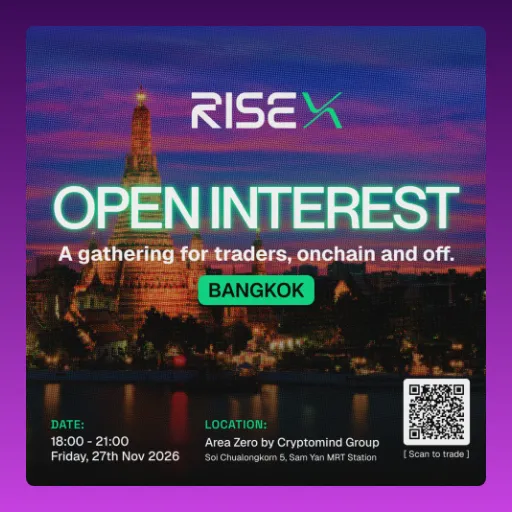 RISEX
OPEN INTEREST
A gathering for traders, onchain and off.
BANGKOK
DATE:
18:00 - 21:00
Friday, 27th Nov 2026
LOCATION:
Area Zero by Cryptomind Group
Soi Chualongkorn 5, Sam Yan MRT Station
[ Scan to trade ]